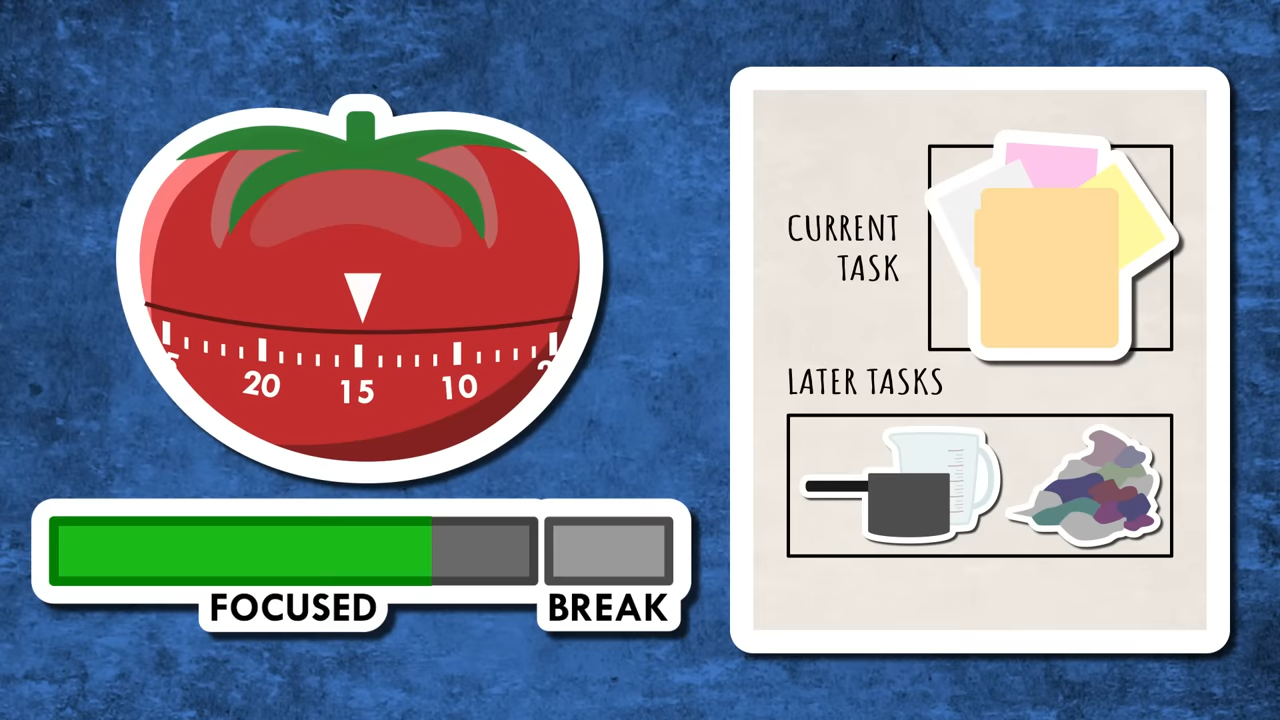 20 15 10
FOCUSED
BREAK
CURRENT
TASK
LATER TASKS